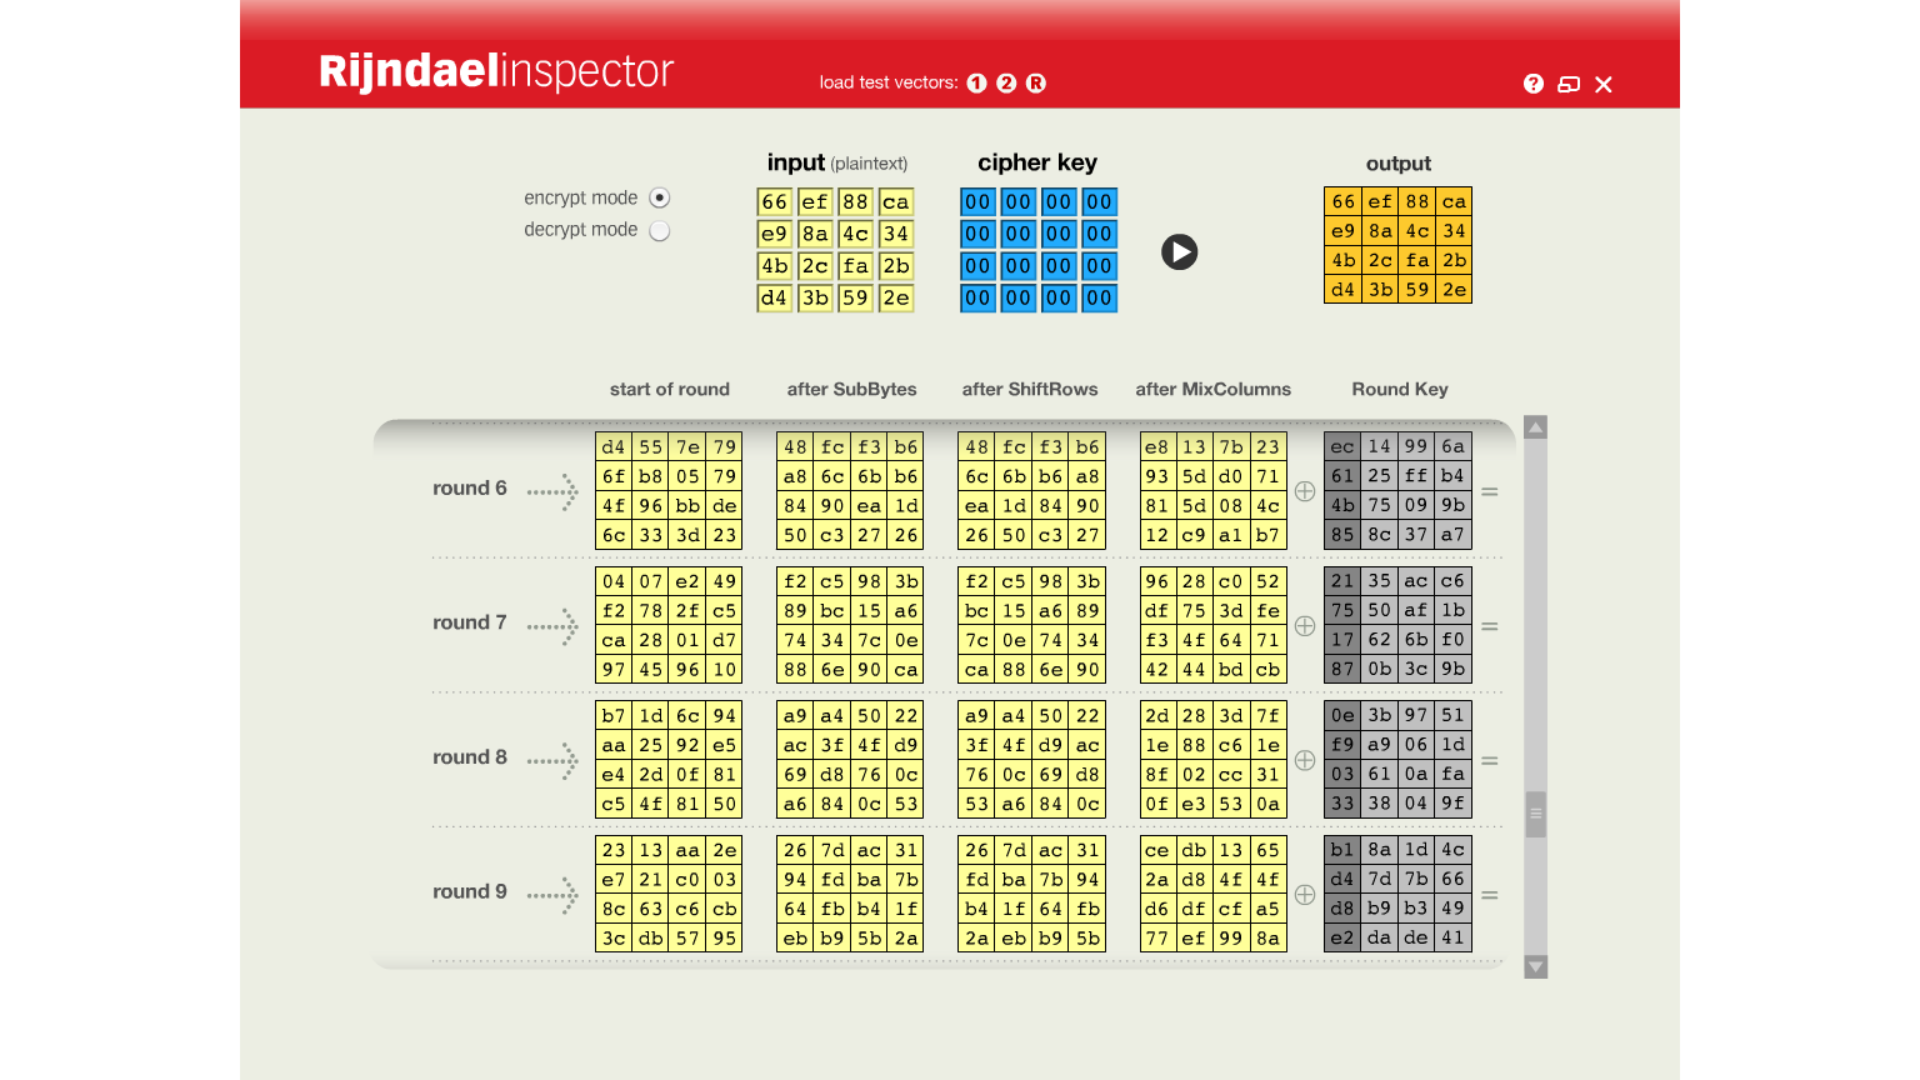 Rijndaelinspector
load test vectors: 1 2 R
? X
input (plaintext) cipher key output
encrypt mode
decrypt mode
66 ef 88 ca 00 00 00 00 66 ef 88 ca
e9 8a 4c 34 00 00 00 00 e9 8a 4c 34
4b 2c fa 2b 00 00 00 00 4b 2c fa 2b
d4 3b 59 2e 00 00 00 00 d4 3b 59 2e
start of round after SubBytes after ShiftRows after MixColumns Round Key
round 6
d4 55 7e 79 48 fc f3 b6 48 fc f3 b6 e8 13 7b 23 ec 14 99 6a
6f b8 05 79 a8 6c 6b b6 6c 6b b6 a8 93 5d d0 71 61 25 ff b4
4f 96 bb de 84 90 ea 1d ea 1d 84 90 81 5d 08 4c 4b 75 09 9b
6c 33 3d 23 50 c3 27 26 26 50 c3 27 12 c9 a1 b7 85 8c 37 a7
round 7
04 07 e2 49 f2 c5 98 3b f2 c5 98 3b 96 28 c0 52 21 35 ac c6
f2 78 2f c5 89 bc 15 a6 bc 15 a6 89 df 75 3d fe 75 50 af 1b
ca 28 01 d7 74 34 7c 0e 7c 0e 74 34 f3 4f 64 71 17 62 6b f0
97 45 96 10 88 6e 90 ca ca 88 6e 90 42 44 bd cb 87 0b 3c 9b
round 8
b7 1d 6c 94 a9 a4 50 22 a9 a4 50 22 2d 28 3d 7f 0e 3b 97 51
aa 25 92 e5 ac 3f 4f d9 3f 4f d9 ac 1e 88 c6 1e f9 a9 06 1d
e4 2d 0f 81 69 d8 76 0c 76 0c 69 d8 8f 02 cc 31 03 61 0a fa
c5 4f 81 50 a6 84 0c 53 53 a6 84 0c 0f e3 53 0a 33 38 04 9f
round 9
23 13 aa 2e 26 7d ac 31 26 7d ac 31 ce db 13 65 b1 8a 1d 4c
e7 21 c0 03 94 fd ba 7b fd ba 7b 94 2a d8 4f 4f d4 7d 7b 66
8c 63 c6 cb 64 fb b4 1f b4 1f 64 fb d6 df cf a5 d8 b9 b3 49
3c db 57 95 eb b9 5b 2a 2a eb b9 5b 77 ef 99 8a e2 da de 41